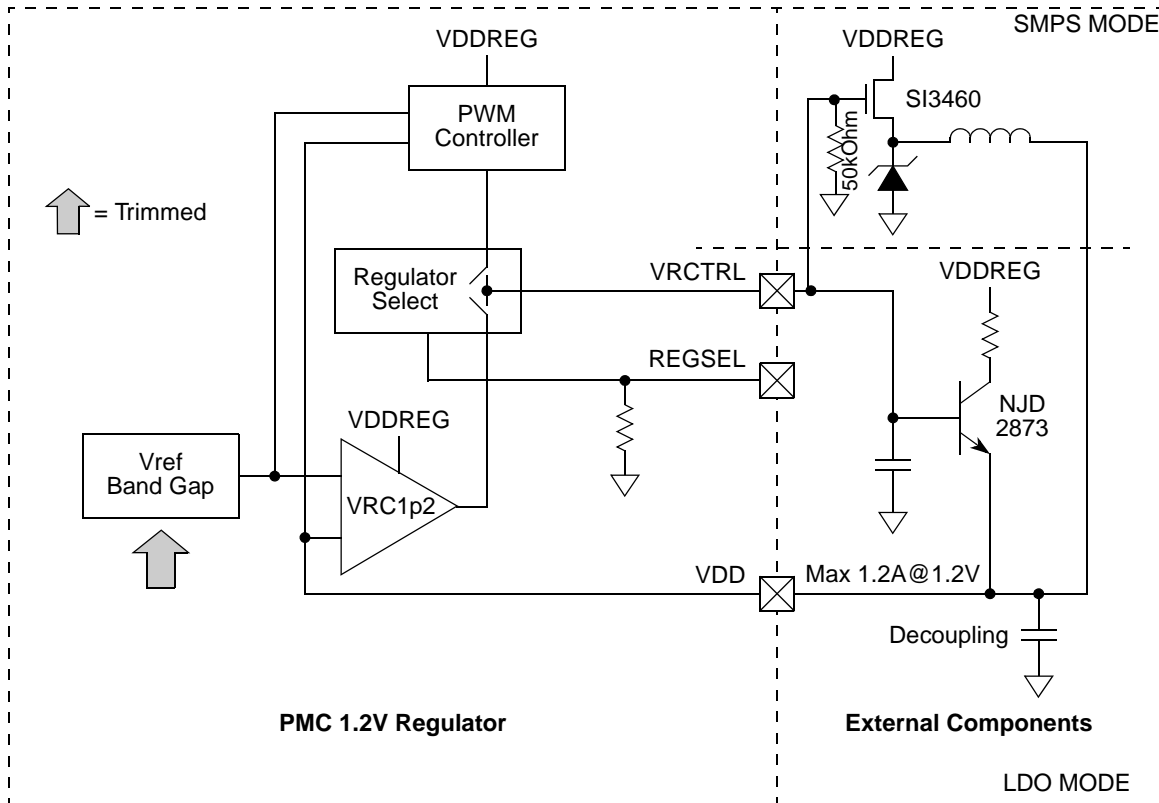 SMPS MODE
VDDREG
VDDREG
SI3460
50kOhm
PWM
Controller
= Trimmed
Regulator
Select
VRCTRL
VDDREG
REGSEL
NJD
2873
VDDREG
Vref
Band Gap
VRC1p2
VDD
Max 1.2A@1.2V
Decoupling
PMC 1.2V Regulator
External Components
LDO MODE